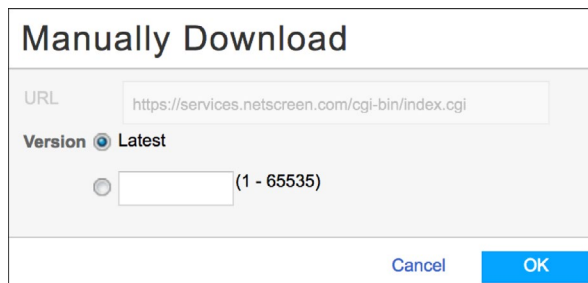 Manually Download
URL https://services.netscreen.com/cgi-bin/index.cgi
Version Latest
(1 - 65535)
Cancel OK